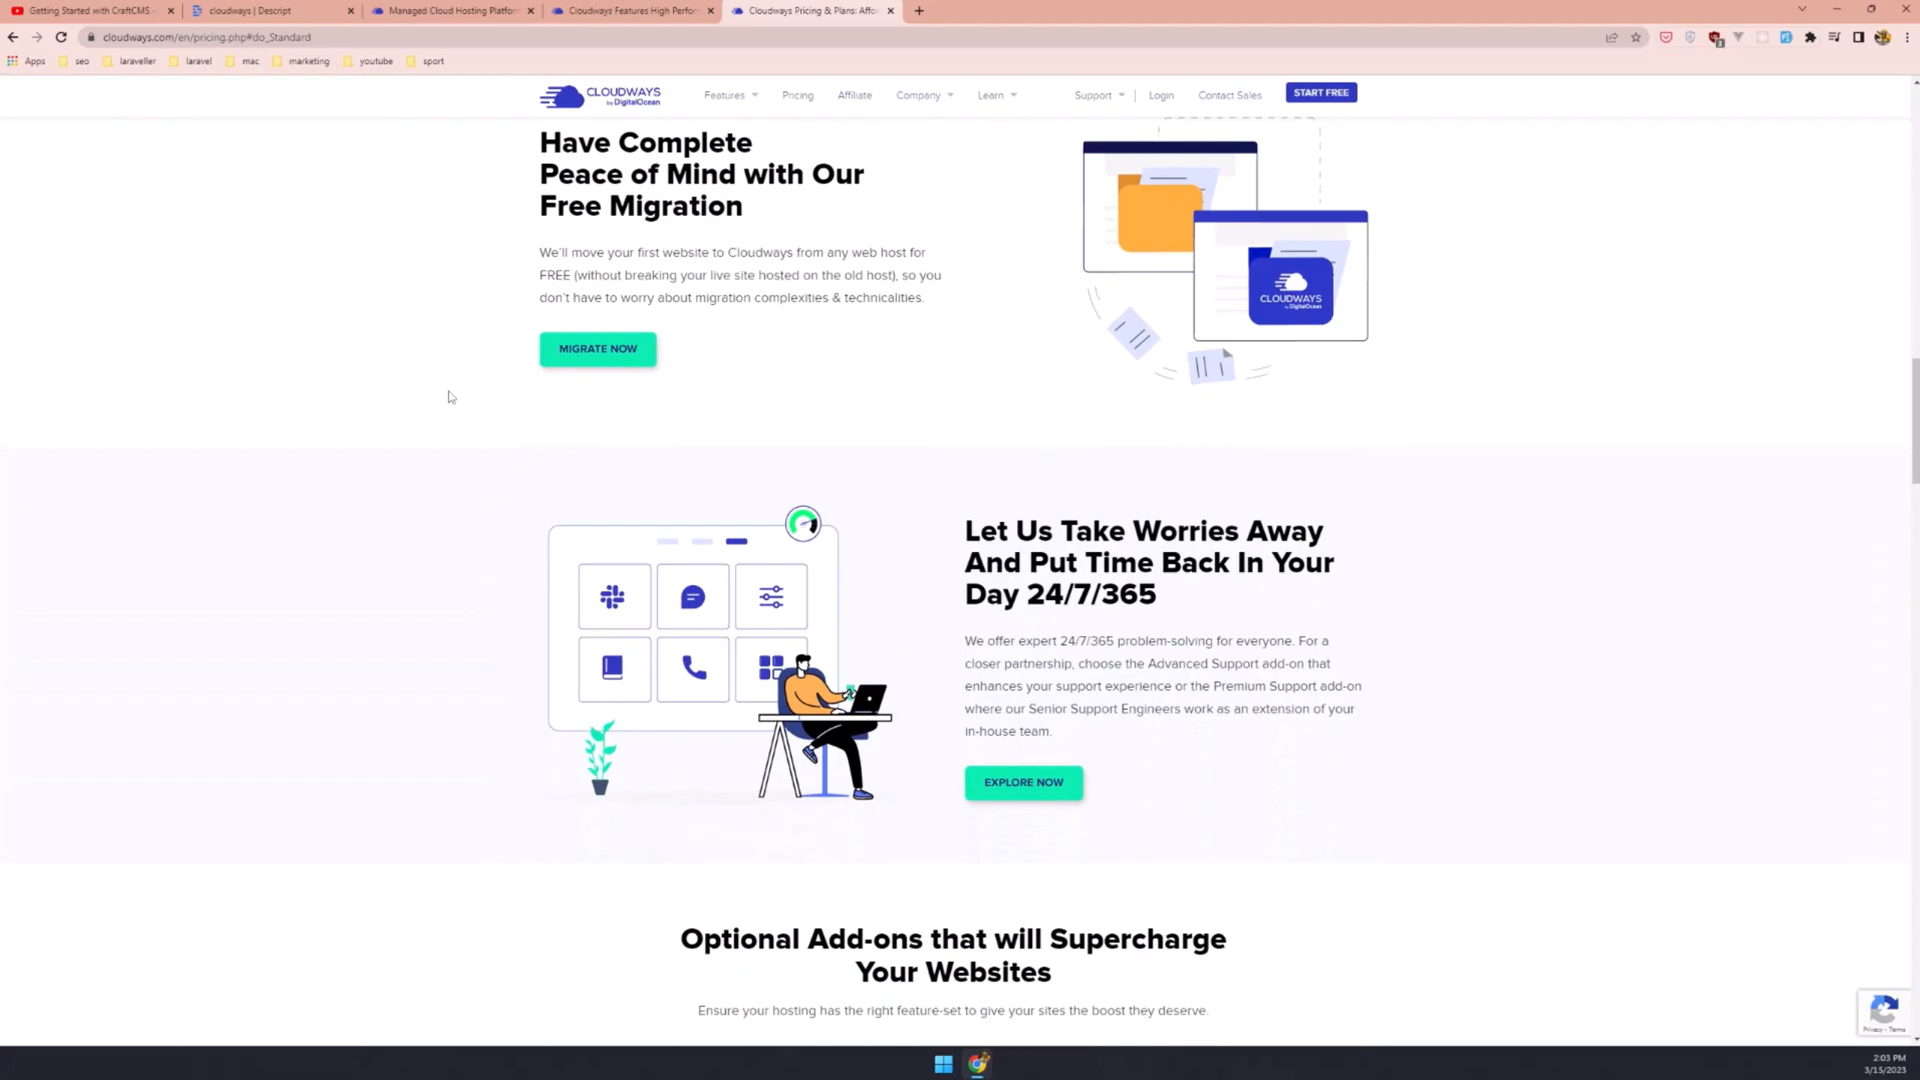 Getting Started with CraftCMS -
cloudways | Descript
Managed Cloud Hosting Platfor
Cloudways Features High Perfor
Cloudways Pricing & Plans: Affo
cloudways.com/en/pricing.php#do_Standard
Apps
seo
laraveller
laravel
mac
marketing
youtube
sport
CLOUDWAYS
by DigitalOcean
Features
Pricing
Affiliate
Company
Learn
Support
Login
Contact Sales
START FREE
Have Complete
Peace of Mind with Our
Free Migration
We'll move your first website to Cloudways from any web host for
FREE (without breaking your live site hosted on the old host), so you
don't have to worry about migration complexities & technicalities.
MIGRATE NOW
CLOUDWAYS
by DigitalOcean
Let Us Take Worries Away
And Put Time Back In Your
Day 24/7/365
We offer expert 24/7/365 problem-solving for everyone. For a
closer partnership, choose the Advanced Support add-on that
enhances your support experience or the Premium Support add-on
where our Senior Support Engineers work as an extension of your
in-house team.
EXPLORE NOW
Optional Add-ons that will Supercharge
Your Websites
Ensure your hosting has the right feature-set to give your sites the boost they deserve.
Privacy - Terms
2:03 PM
3/15/2023